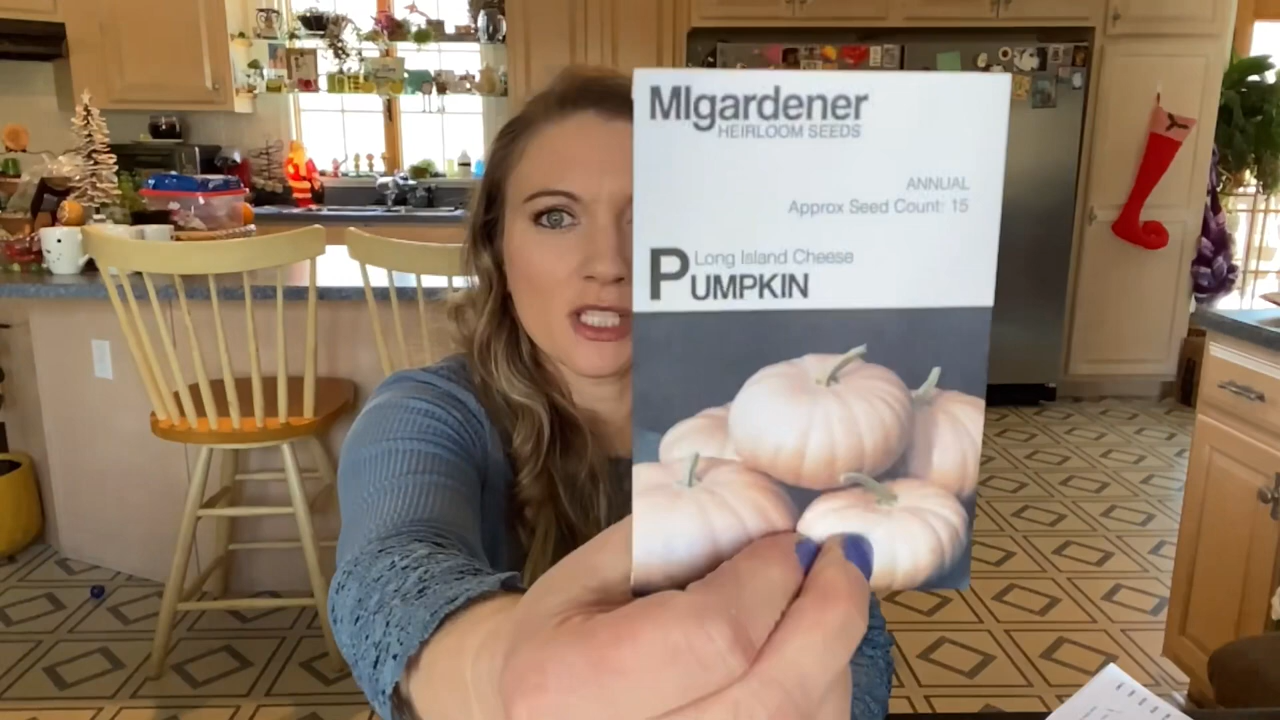 MIgardener
HEIRLOOM SEEDS
ANNUAL
Approx Seed Count: 15
Long Island Cheese
PUMPKIN